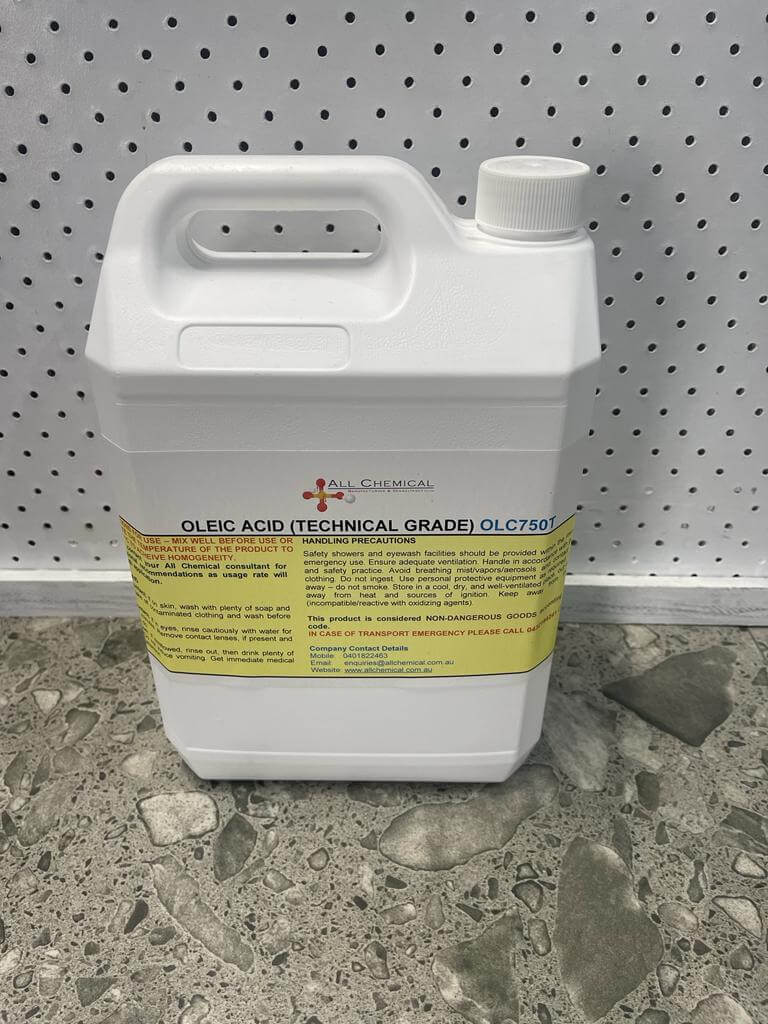 ALL CHEMICAL
OLEIC ACID (TECHNICAL GRADE) OLC750T
USE – MIX WELL BEFORE USE OR
TEMPERATURE OF THE PRODUCT TO
HOMOGENEITY.
your All Chemical consultant for
as usage rate will
skin, wash with plenty of soap and
clothing and wash before
eyes, rinse cautiously with water for
contact lenses, if present and
rinse out, then drink plenty of
vomiting. Get immediate medical
HANDLING PRECAUTIONS
Safety showers and eyewash facilities should be provided within the
emergency use. Ensure adequate ventilation. Handle in accordance with
and safety practice. Avoid breathing mist/vapors/aerosols
clothing. Do not ingest. Use personal protective equipment
away – do not smoke. Store in a cool, dry, and well-ventilated place.
away from heat and sources of ignition. Keep away
(incompatible/reactive with oxidizing agents).
This product is considered NON-DANGEROUS GOODS
code.
IN CASE OF TRANSPORT EMERGENCY PLEASE CALL
Company Contact Details
Mobile: 0401822463
Email: enquiries@allchemical.com.au
Website: www.allchemical.com.au